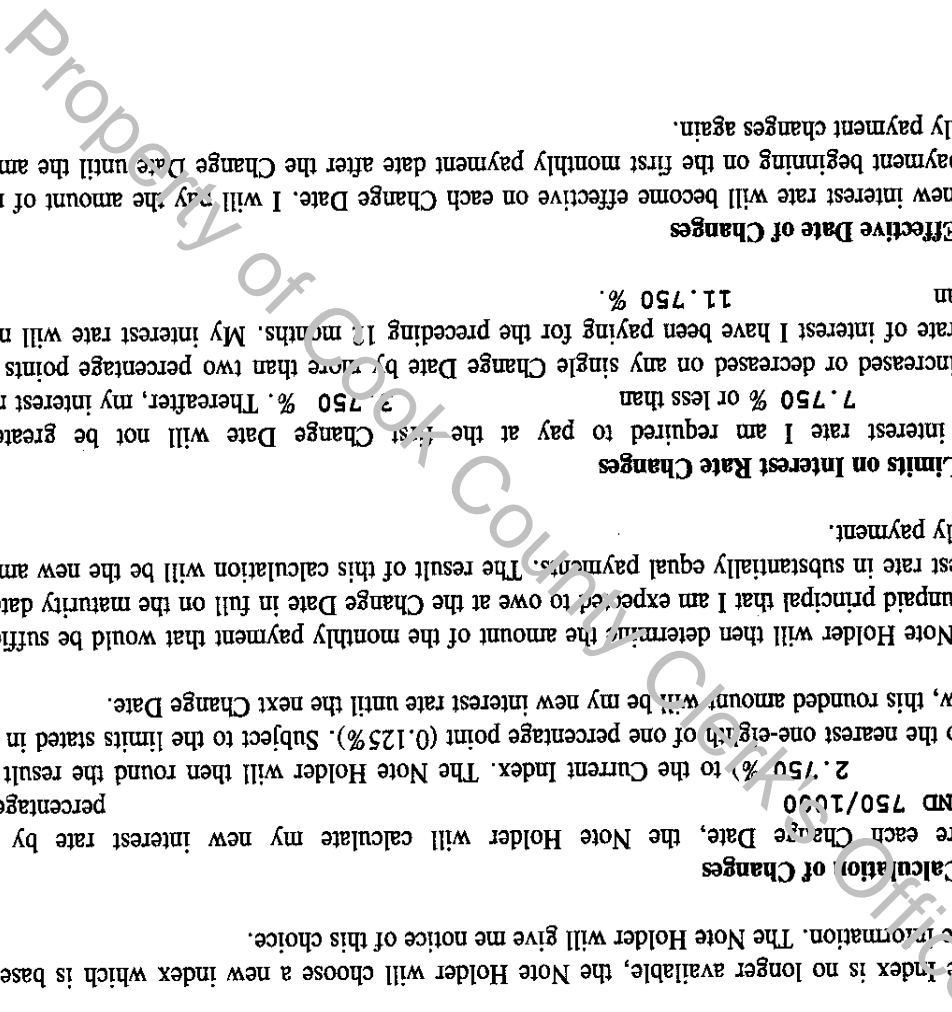 e Index is no longer available, the Note Holder will choose a new index which is base
e information. The Note Holder will give me notice of this choice.
Calculation of Changes
re each Change Date, the Note Holder will calculate my new interest rate by
ND 750/1000 percentage
2.750 %) to the Current Index. The Note Holder will then round the result
o the nearest one-eighth of one percentage point (0.125%). Subject to the limits stated in
w, this rounded amount will be my new interest rate until the next Change Date.
Note Holder will then determine the amount of the monthly payment that would be suffic
unpaid principal that I am expected to owe at the Change Date in full on the maturity dat
est rate in substantially equal payments. The result of this calculation will be the new am
ly payment.
Limits on Interest Rate Changes
interest rate I am required to pay at the first Change Date will not be greate
7.750 % or less than 3.750 %. Thereafter, my interest r
increased or decreased on any single Change Date by more than two percentage points
rate of interest I have been paying for the preceding 12 months. My interest rate will n
an 11.750 %.
Effective Date of Changes
new interest rate will become effective on each Change Date. I will pay the amount of
payment beginning on the first monthly payment date after the Change Date until the am
ly payment changes again.
Property of Cook County Clerk's Office